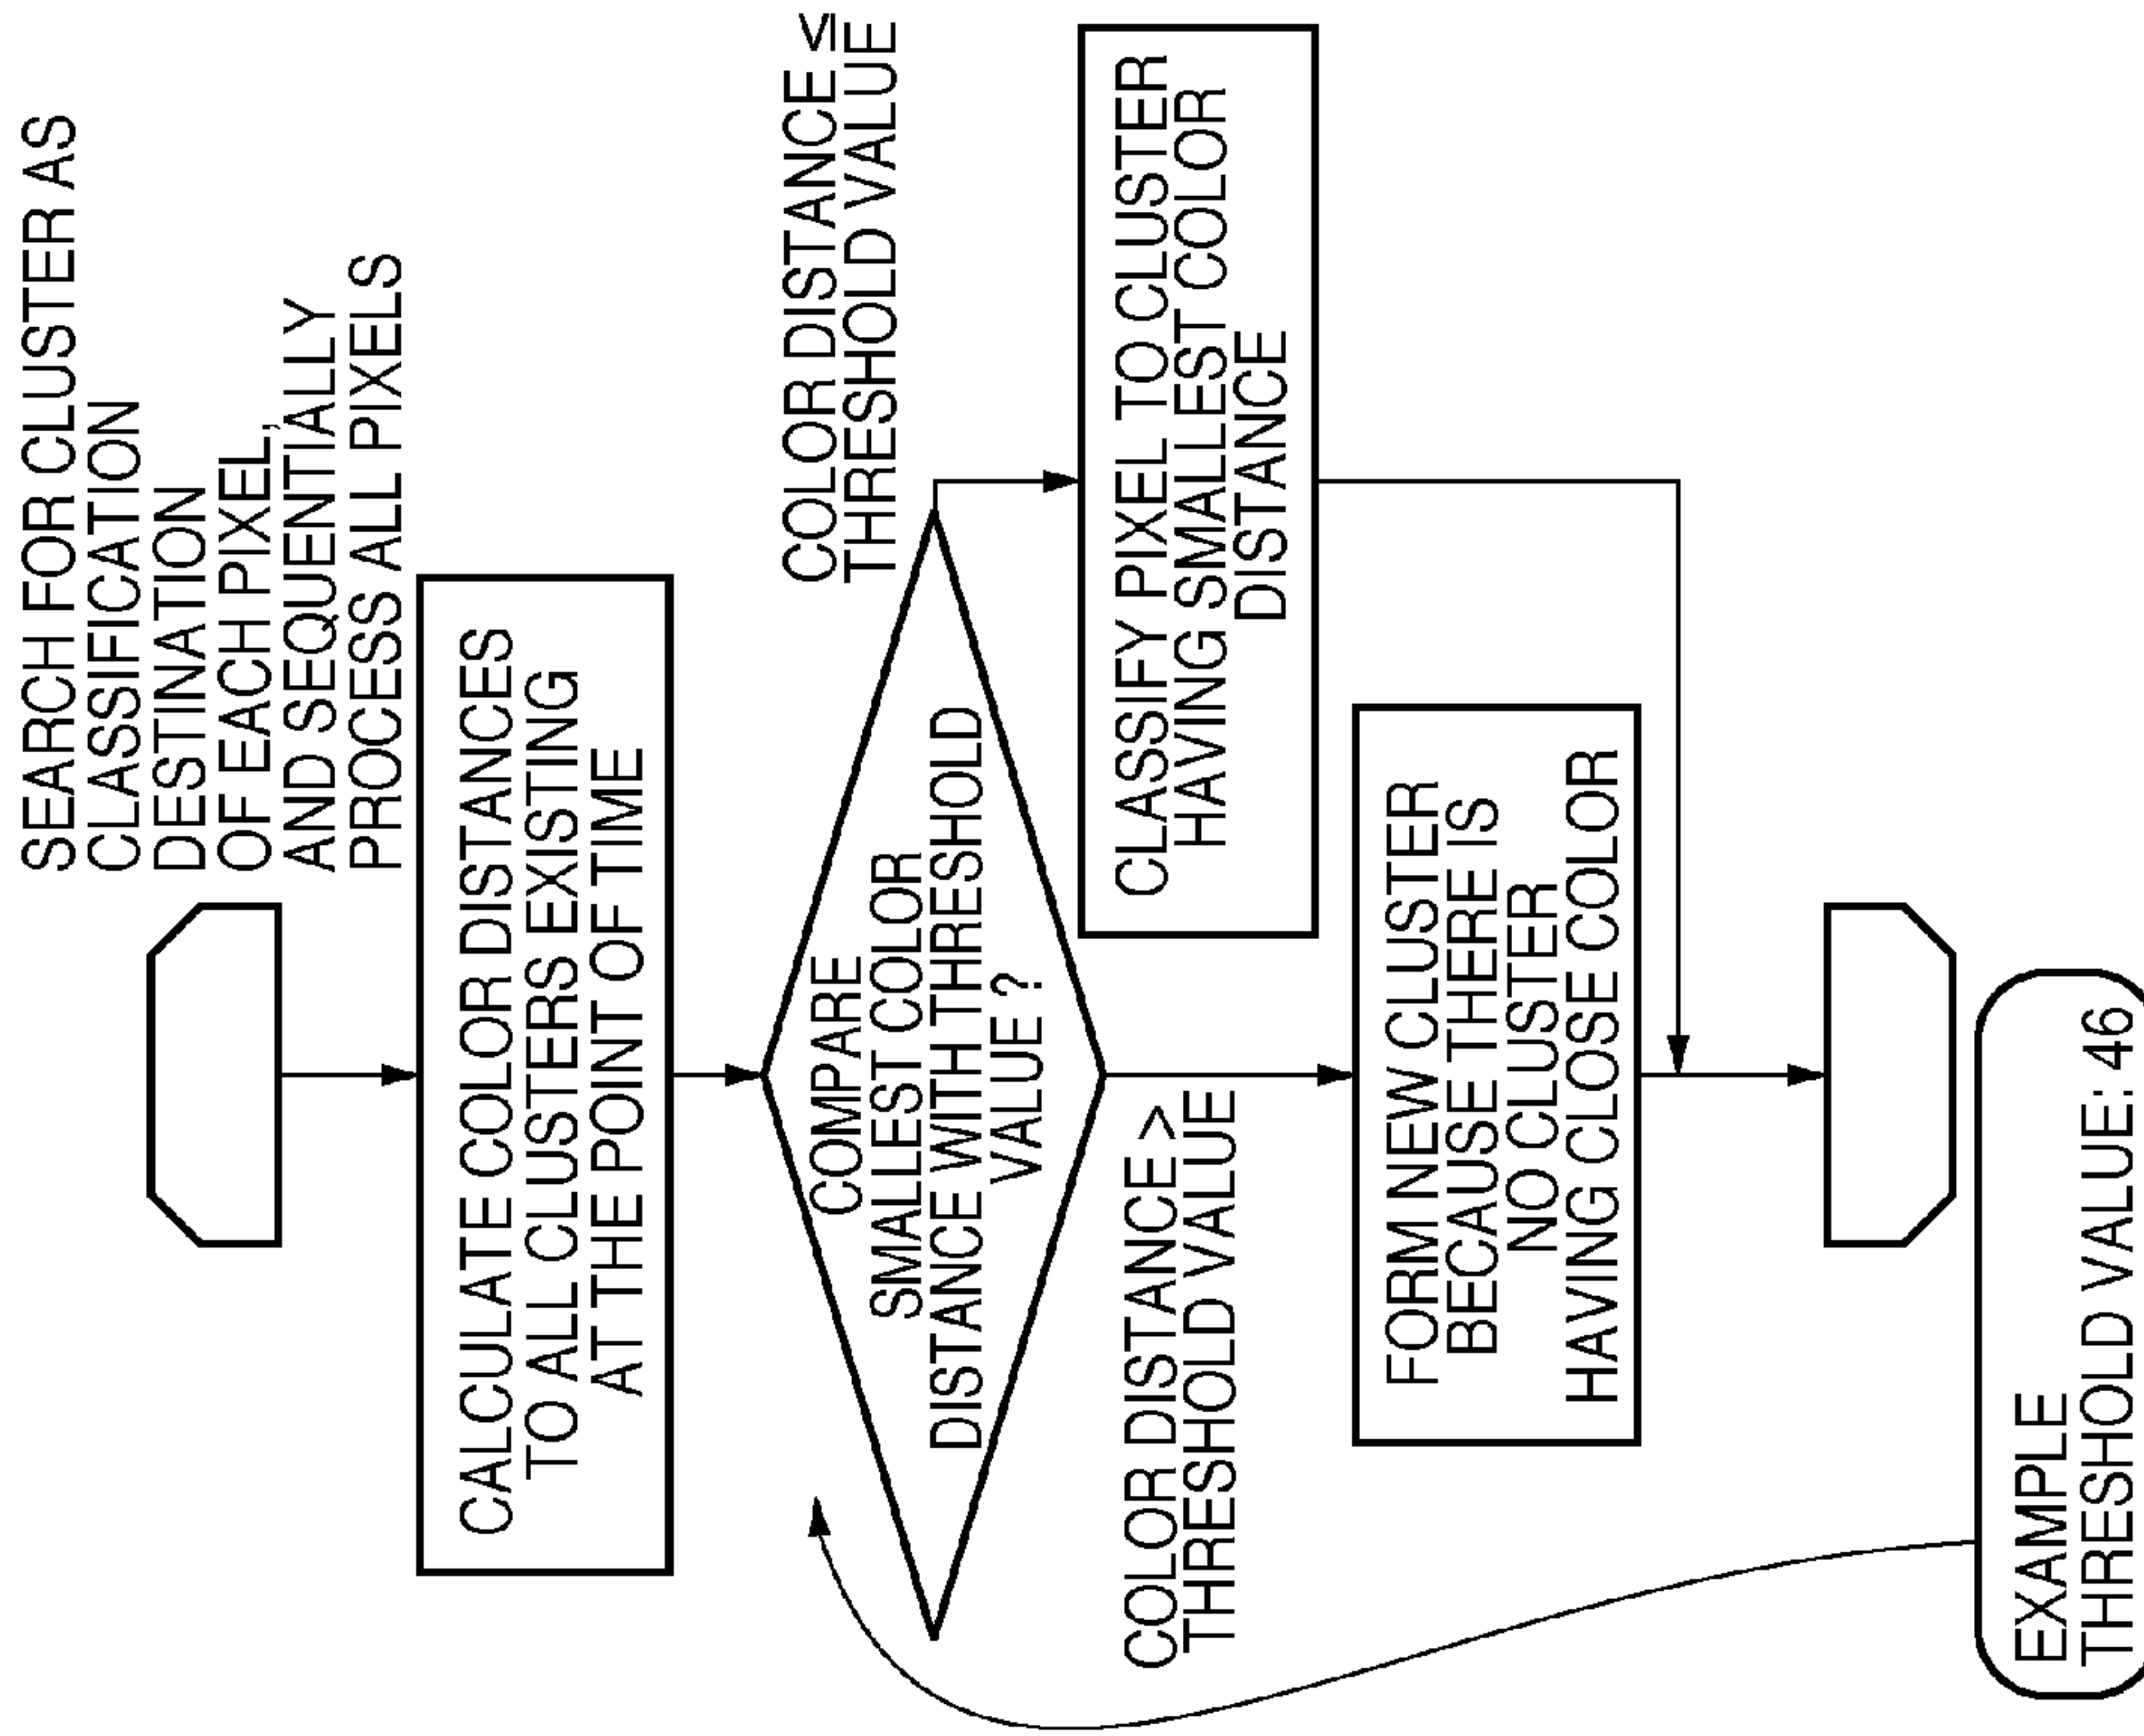 SEARCH FOR CLUSTER AS
CLASSIFICATION
DESTINATION
OF EACH PIXEL,
AND SEQUENTIALLY
PROCESS ALL PIXELS
CALCULATE COLOR DISTANCES
TO ALL CLUSTERS EXISTING
AT THE POINT OF TIME
COMPARE
SMALLEST COLOR
DISTANCE WITH THRESHOLD
VALUE ?
COLOR DISTANCE ≤
THRESHOLD VALUE
CLASSIFY PIXEL TO CLUSTER
HAVING SMALLEST COLOR
DISTANCE
COLOR DISTANCE >
THRESHOLD VALUE
FORM NEW CLUSTER
BECAUSE THERE IS
NO CLUSTER
HAVING CLOSE COLOR
EXAMPLE
THRESHOLD VALUE: 46